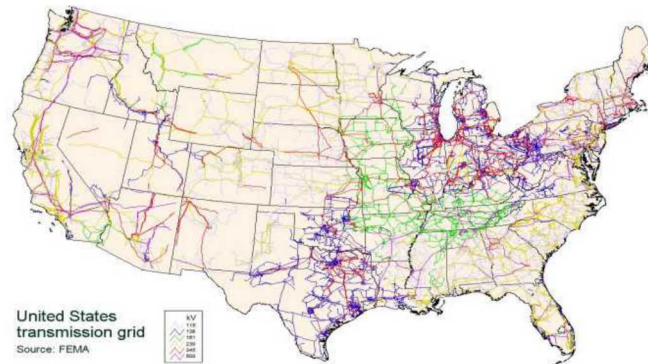 United States
transmission grid
Source: FEMA
kV
115
138
161
230
345
500